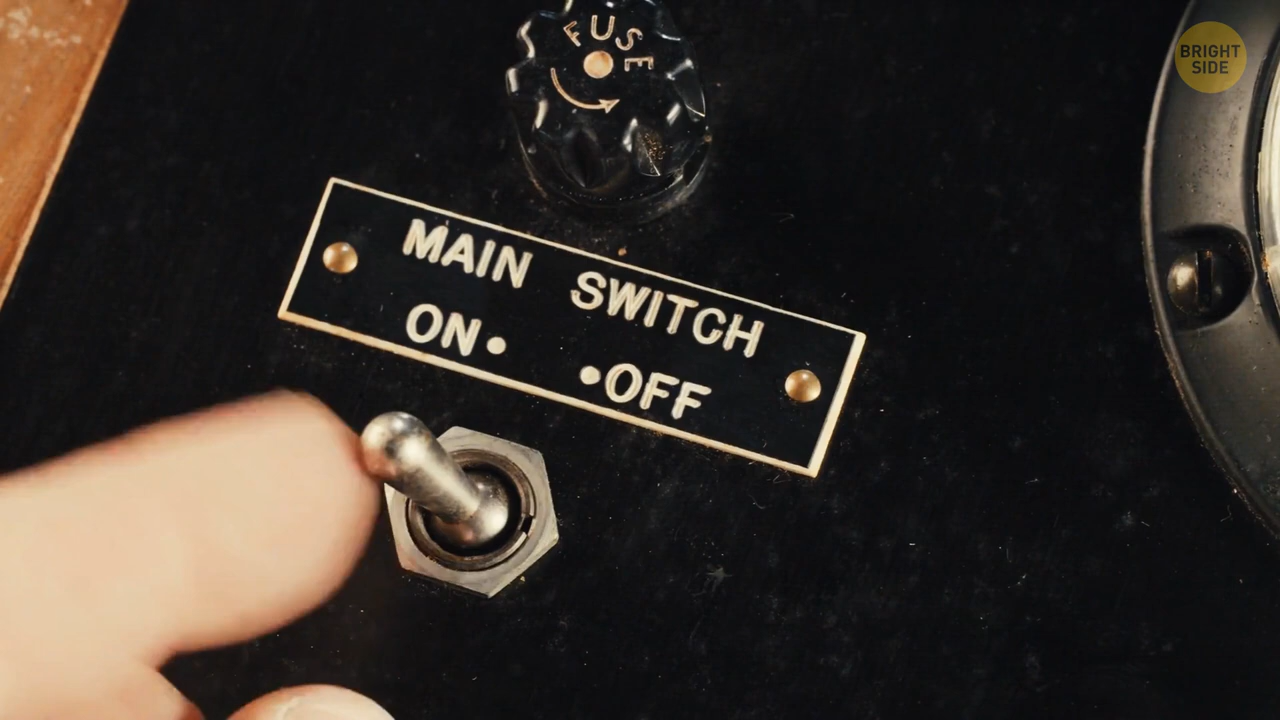 FUSE
BRIGHT
SIDE
MAIN SWITCH
ON• •OFF